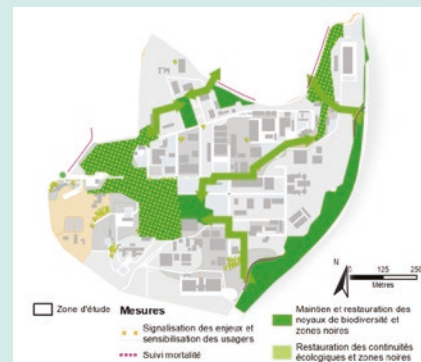 N
0 125 250
Mètres
Zone d'étude
Mesures
Signalisation des enjeux et
sensibilisation des usagers
Suivi mortalité
Maintien et restauration des
noyaux de biodiversité et
zones noires
Restauration des continuités
écologiques et zones noires